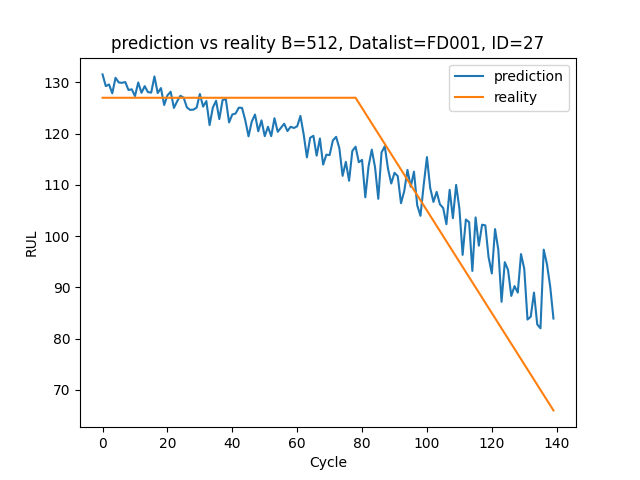 prediction vs reality B=512, Datalist=FD001, ID=27
prediction
reality
RUL
130
120
110
100
90
80
70
0 20 40 60 80 100 120 140
Cycle